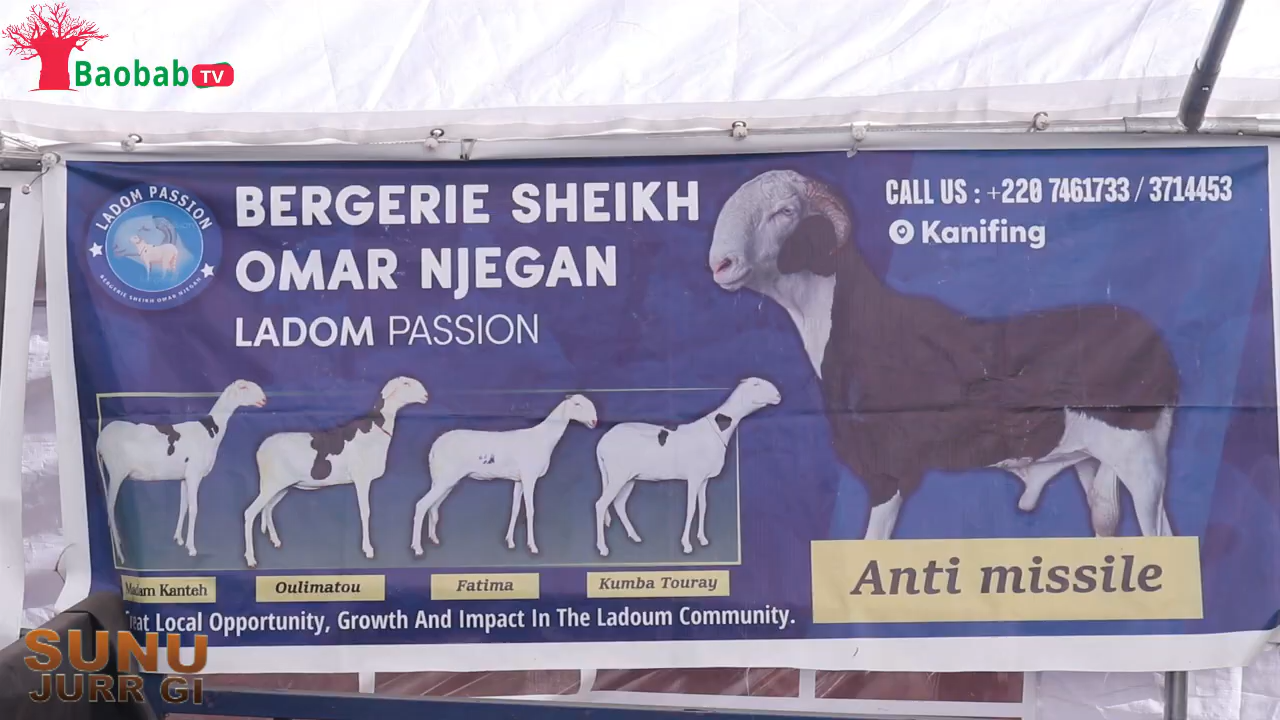 Baobab TV
LADOM PASSION
BERGERIE SHEIKH OMAR NJEGAN
BERGERIE SHEIKH
OMAR NJEGAN
LADOM PASSION
CALL US : +220 7461733 / 3714453
Kanifing
Madam Kanteh
Oulimatou
Fatima
Kumba Touray
Anti missile
Local Opportunity, Growth And Impact In The Ladoum Community.
SUNU
JURR GI